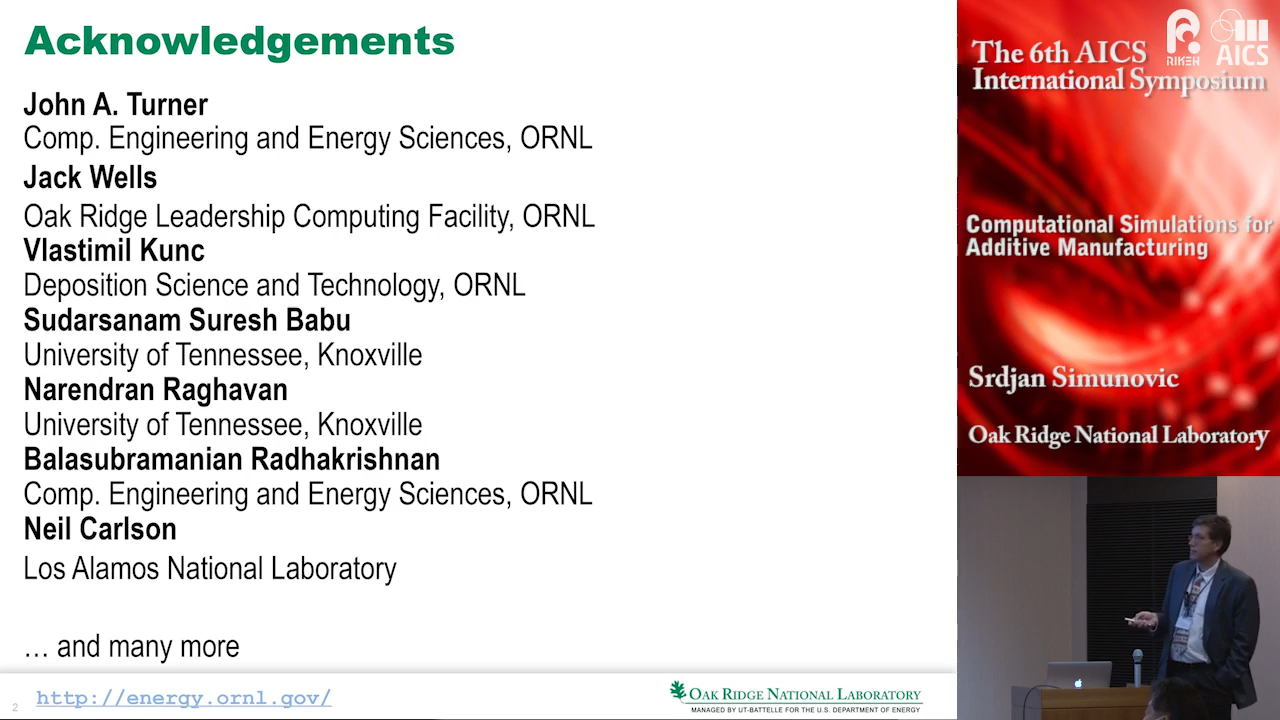 Acknowledgements
John A. Turner
Comp. Engineering and Energy Sciences, ORNL
Jack Wells
Oak Ridge Leadership Computing Facility, ORNL
Vlastimil Kunc
Deposition Science and Technology, ORNL
Sudarsanam Suresh Babu
University of Tennessee, Knoxville
Narendran Raghavan
University of Tennessee, Knoxville
Balasubramanian Radhakrishnan
Comp. Engineering and Energy Sciences, ORNL
Neil Carlson
Los Alamos National Laboratory
… and many more
2
http://energy.ornl.gov/
OAK RIDGE NATIONAL LABORATORY
MANAGED BY UT-BATTELLE FOR THE U.S. DEPARTMENT OF ENERGY
RIKEN
AICS
The 6th AICS
International Symposium
Computational Simulations for
Additive Manufacturing
Srdjan Simunovic
Oak Ridge National Laboratory